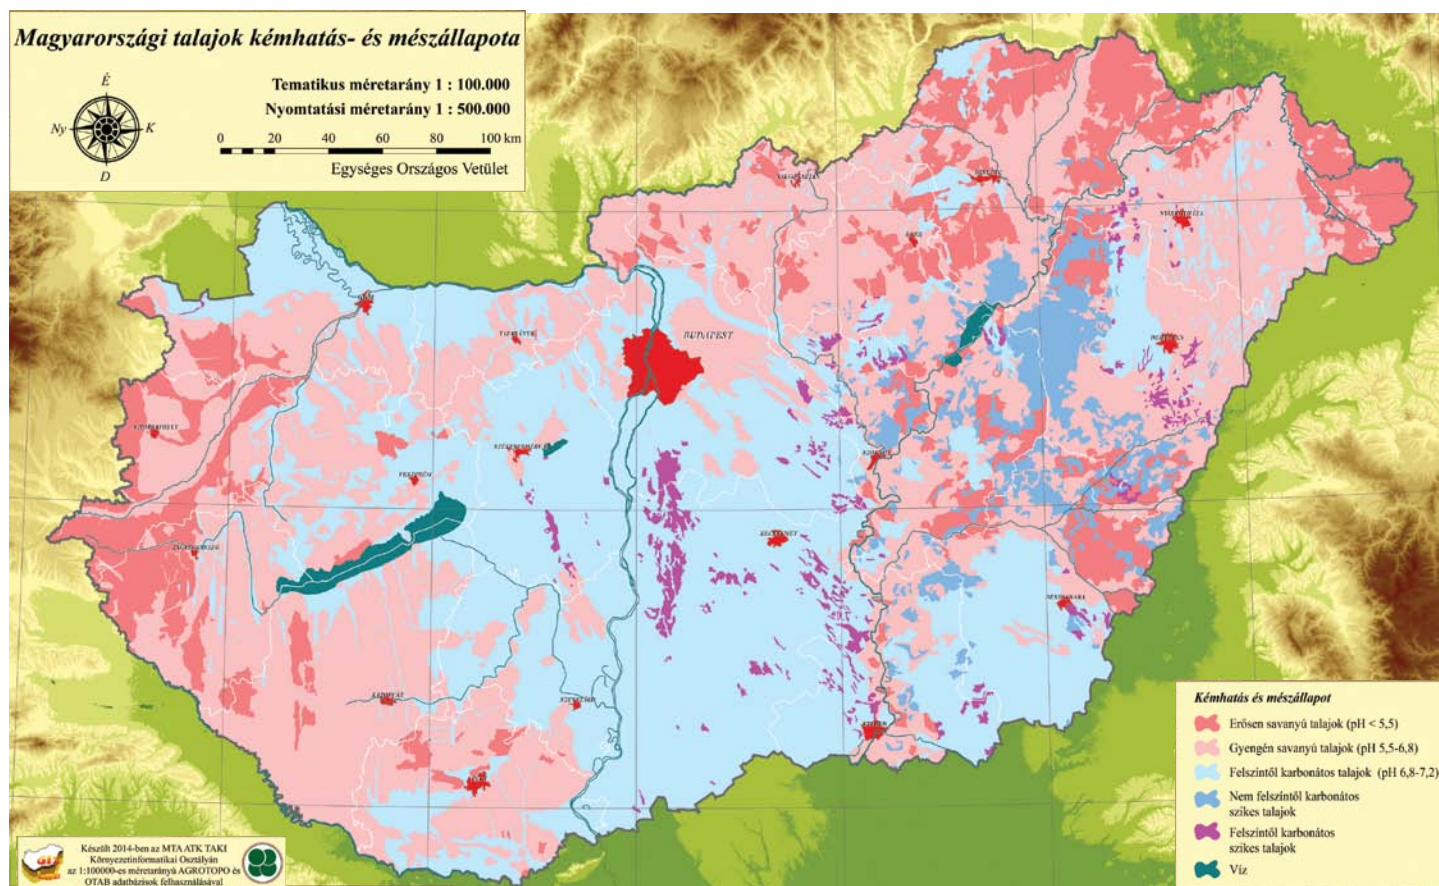 Magyarországi talajok kémhatás- és mészállapota
É
Ny
K
D
Tematikus méretarány 1 : 100.000
Nyomtatási méretarány 1 : 500.000
0 20 40 60 80 100 km
Egységes Országos Vetület
BUDAPEST
VESZPRÉM
KECSKEMÉT
Kémhatás és mészállapot
Erősen savanyú talajok (pH < 5,5)
Gyengén savanyú talajok (pH 5,5-6,8)
Felszíntől karbonátos talajok (pH 6,8-7,2)
Nem felszíntől karbonátos
szikes talajok
Felszíntől karbonátos
szikes talajok
Víz
Készült 2014-ben az MTA ATK TAKI
Környezetinformatikai Osztályán
az 1:100000-es méretarányú AGROTOPO és
OTAB adatbázisok felhasználásával